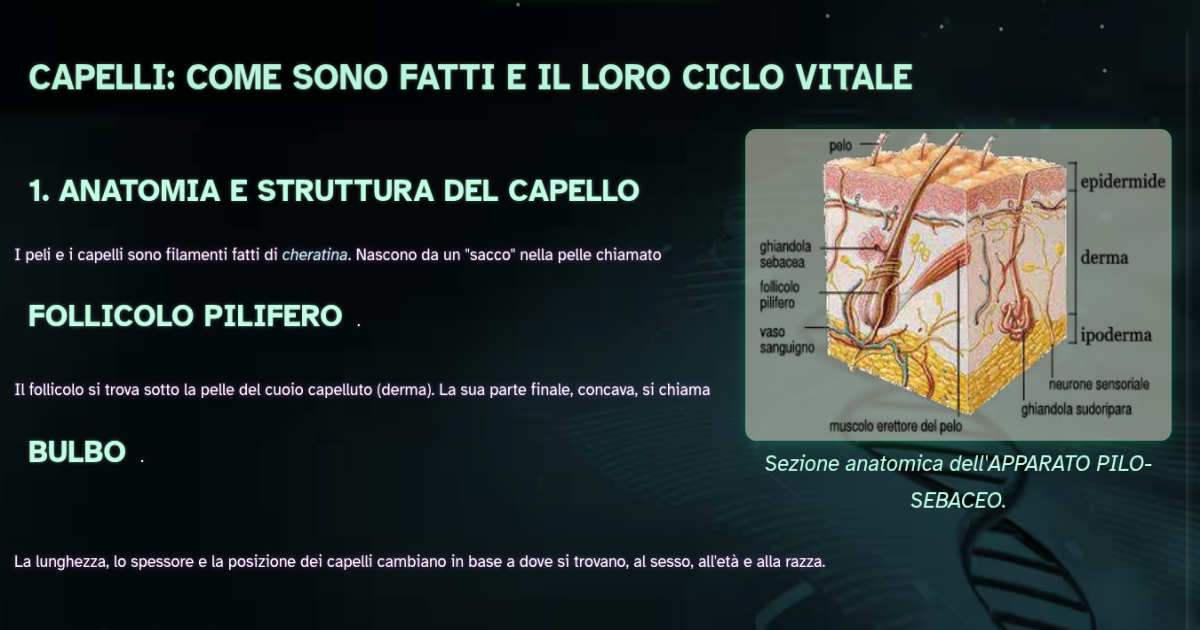 CAPELLI: COME SONO FATTI E IL LORO CICLO VITALE
1. ANATOMIA E STRUTTURA DEL CAPELLO
I peli e i capelli sono filamenti fatti di cheratina. Nascono da un "sacco" nella pelle chiamato
FOLLICOLO PILIFERO .
Il follicolo si trova sotto la pelle del cuoio capelluto (derma). La sua parte finale, concava, si chiama
BULBO .
La lunghezza, lo spessore e la posizione dei capelli cambiano in base a dove si trovano, al sesso, all'età e alla razza.
pelo
ghiandola
sebacea
follicolo
pilifero
vaso
sanguigno
muscolo erettore del pelo
epidermide
derma
ipoderma
neurone sensoriale
ghiandola sudoripara
Sezione anatomica dell'APPARATO PILO-
SEBACEO.